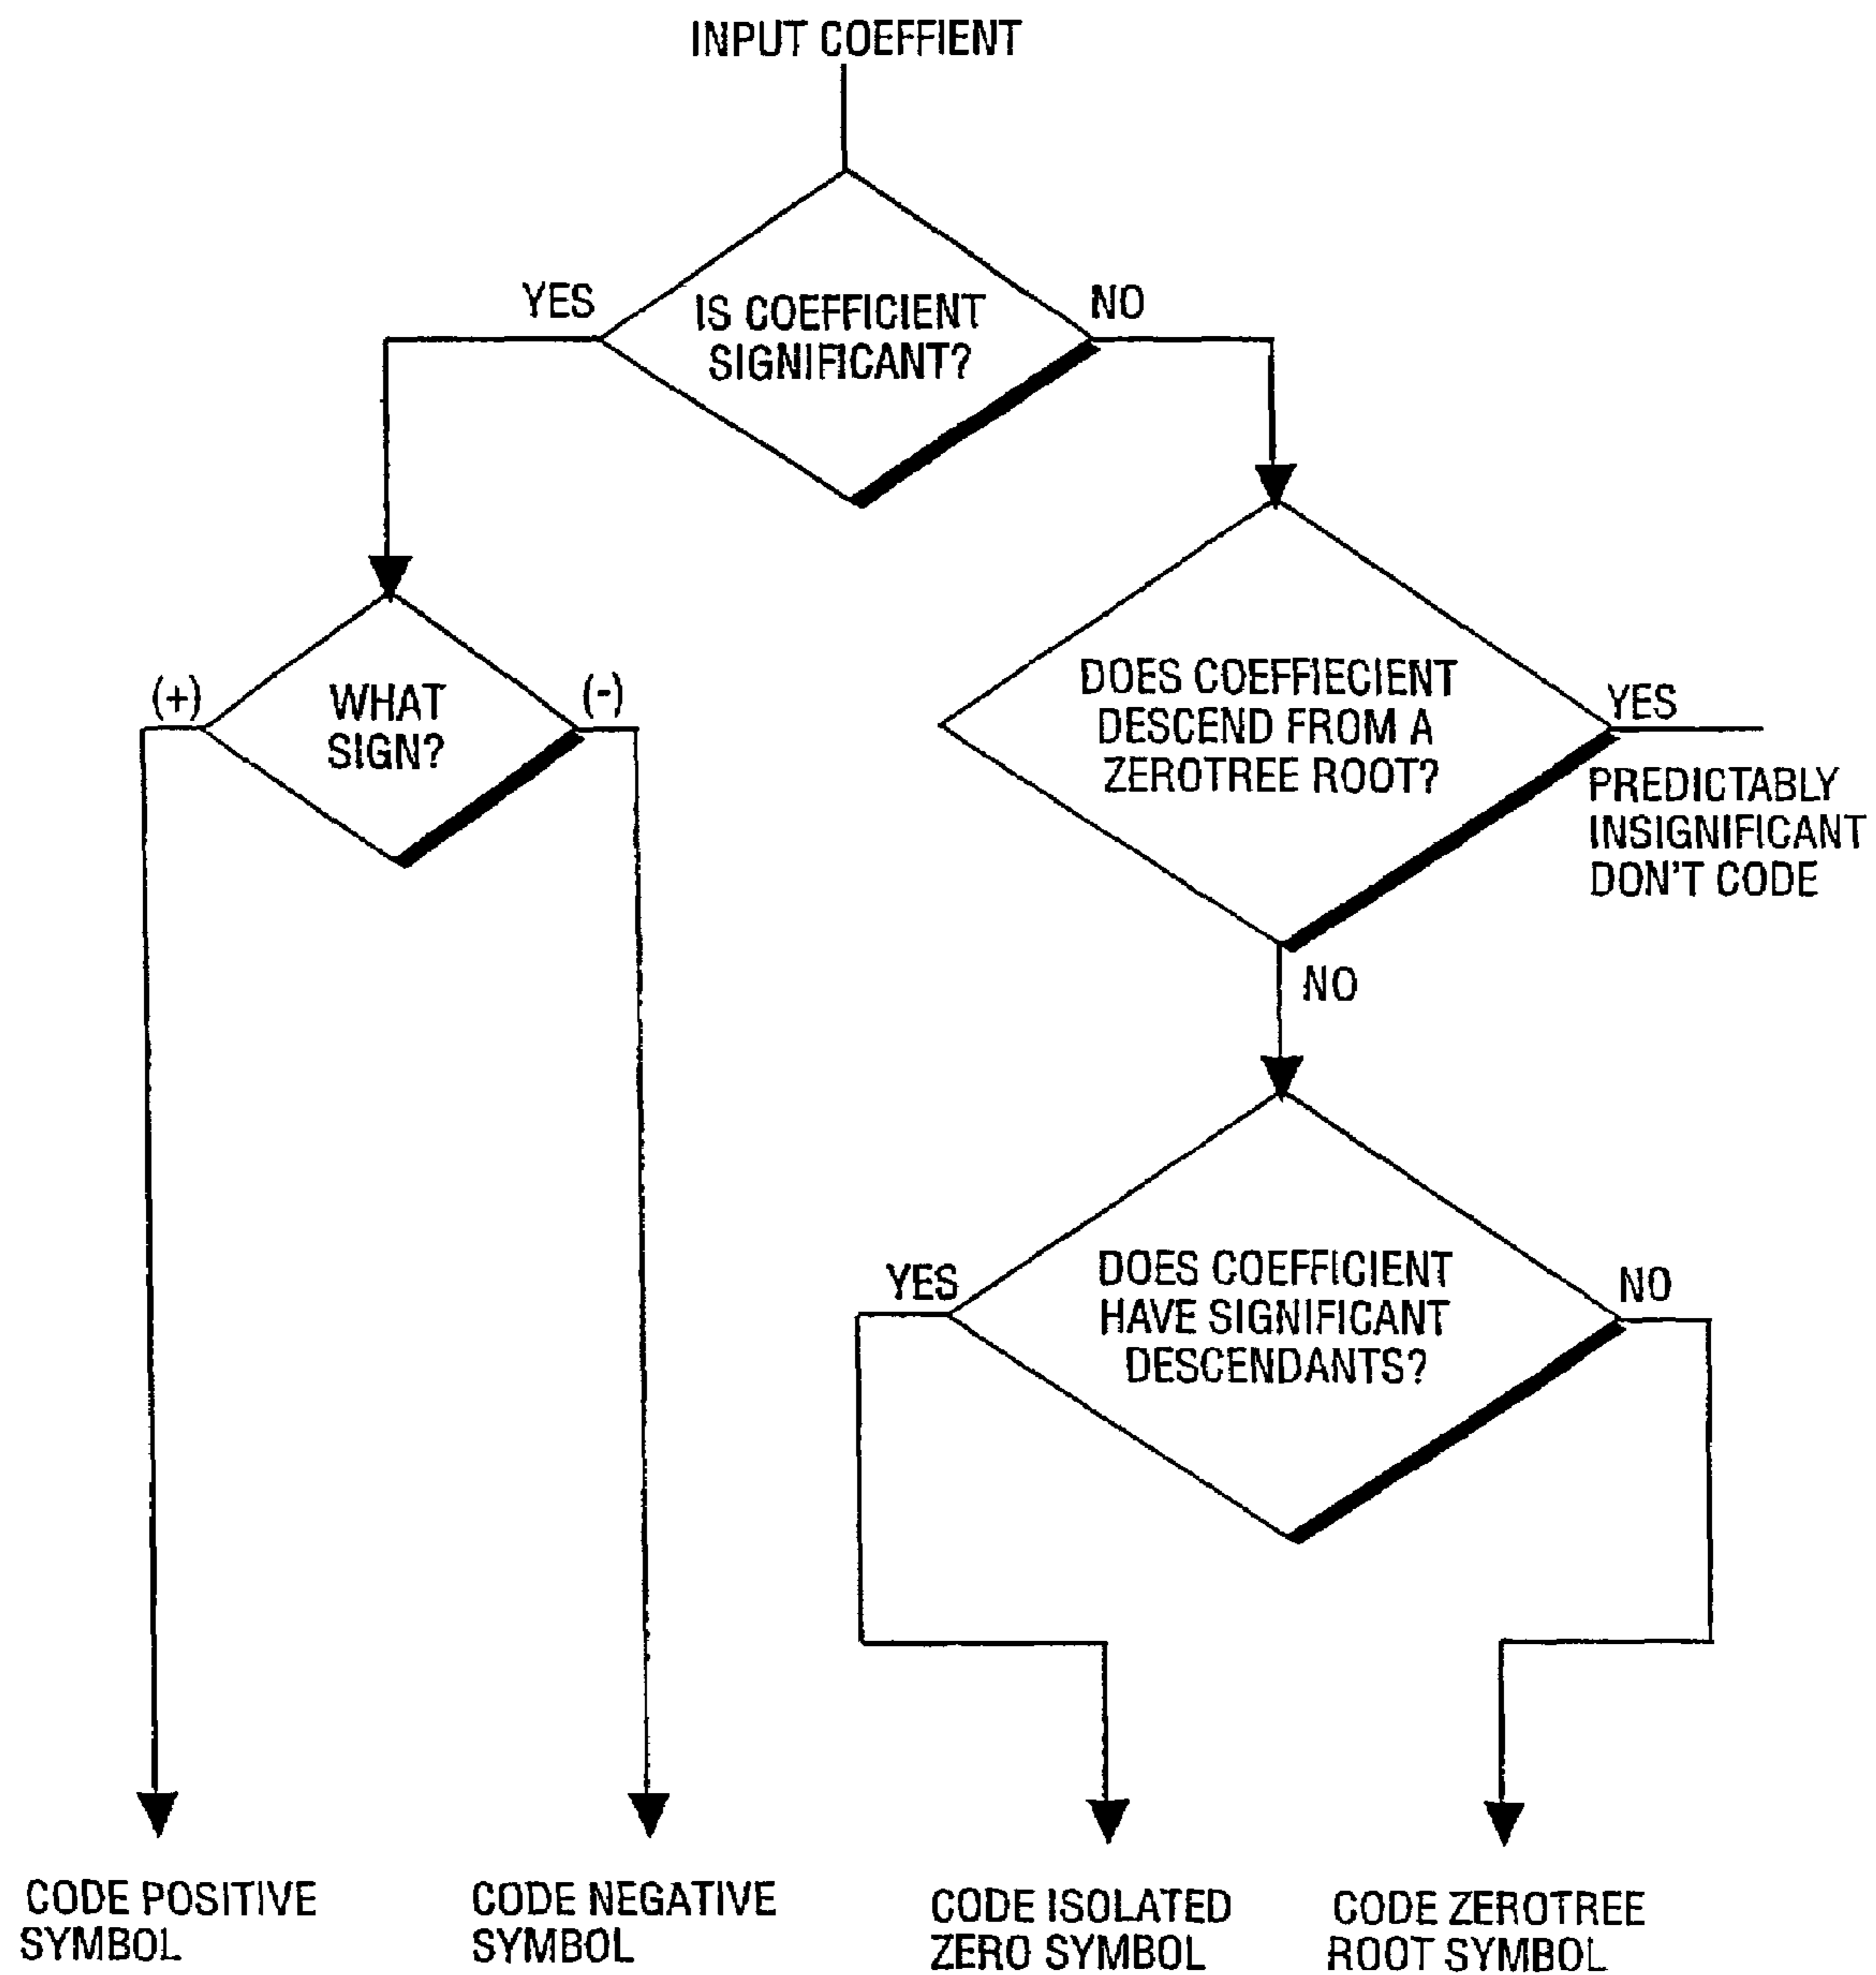 INPUT COEFFIENT
IS COEFFICIENT
SIGNIFICANT?
YES
NO
WHAT
SIGN?
(+)
(-)
DOES COEFFIECIENT
DESCEND FROM A
ZEROTREE ROOT?
YES
PREDICTABLY
INSIGNIFICANT
DON'T CODE
NO
DOES COEFFICIENT
HAVE SIGNIFICANT
DESCENDANTS?
YES
NO
CODE POSITIVE
SYMBOL
CODE NEGATIVE
SYMBOL
CODE ISOLATED
ZERO SYMBOL
CODE ZEROTREE
ROOT SYMBOL